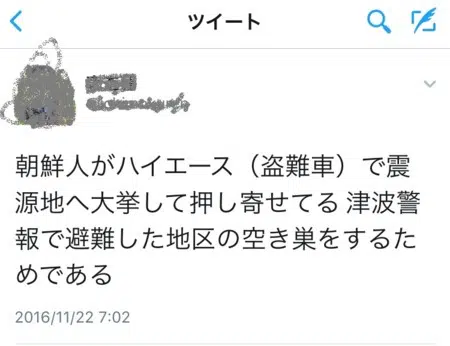 ツイート
朝鮮人がハイエース（盗難車）で震
源地へ大挙して押し寄せてる 津波警
報で避難した地区の空き巣をするた
めである
2016/11/22 7:02